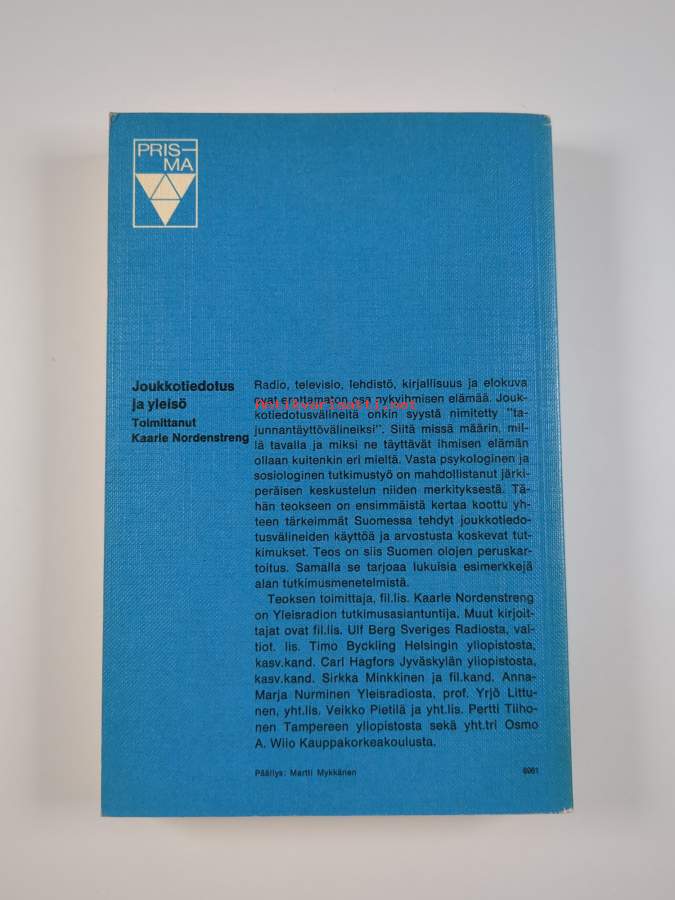 PRIS-
MA
Joukkotiedotus
ja yleisö
Toimittanut
Kaarle Nordenstreng
Radio, televisio, lehdistö, kirjallisuus ja elokuva
ovat erottamaton osa nykyihmisen elämää. Jouk-
Antikvariaatti.net
kotiedotusvälineitä onkin syystä nimitetty "ta-
junnantäyttövälineiksi". Siitä missä määrin, mil-
lä tavalla ja miksi ne täyttävät ihmisen elämän
ollaan kuitenkin eri mieltä. Vasta psykologinen ja
sosiologinen tutkimustyö on mahdollistanut järki-
peräisen keskustelun niiden merkityksestä. Tä-
hän teokseen on ensimmäistä kertaa koottu yh-
teen tärkeimmät Suomessa tehdyt joukkotiedo-
tusvälineiden käyttöä ja arvostusta koskevat tut-
kimukset. Teos on siis Suomen olojen peruskar-
toitus. Samalla se tarjoaa lukuisia esimerkkejä
alan tutkimusmenetelmistä.
Teoksen toimittaja, fil.lis. Kaarle Nordenstreng
on Yleisradion tutkimusasiantuntija. Muut kirjoit-
tajat ovat fil.lis. Ulf Berg Sveriges Radiosta, val-
tiot. lis. Timo Byckling Helsingin yliopistosta,
kasv.kand. Carl Hagfors Jyväskylän yliopistosta,
kasv.kand. Sirkka Minkkinen ja fil.kand. Anna-
Marja Nurminen Yleisradiosta, prof. Yrjö Littu-
nen, yht.lis. Veikko Pietilä ja yht.lis. Pertti Tiiho-
nen Tampereen yliopistosta sekä yht.tri Osmo
A. Wiio Kauppakorkeakoulusta.
Päällys: Martti Mykkänen
6961